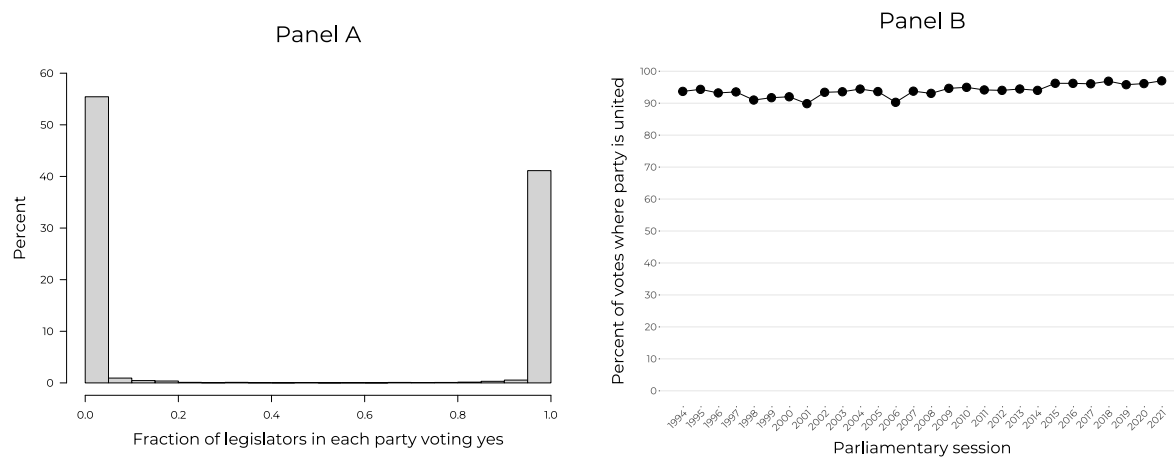 Panel A
60
50
40
30
20
10
0
Percent
0.0 0.2 0.4 0.6 0.8 1.0
Fraction of legislators in each party voting yes
Panel B
100
90
80
70
60
50
40
30
20
10
0
Percent of votes where party is united
1994 1995 1996 1997 1998 1999 2000 2001 2002 2003 2004 2005 2006 2007 2008 2009 2010 2011 2012 2013 2014 2015 2016 2017 2018 2019 2020 2021
Parliamentary session